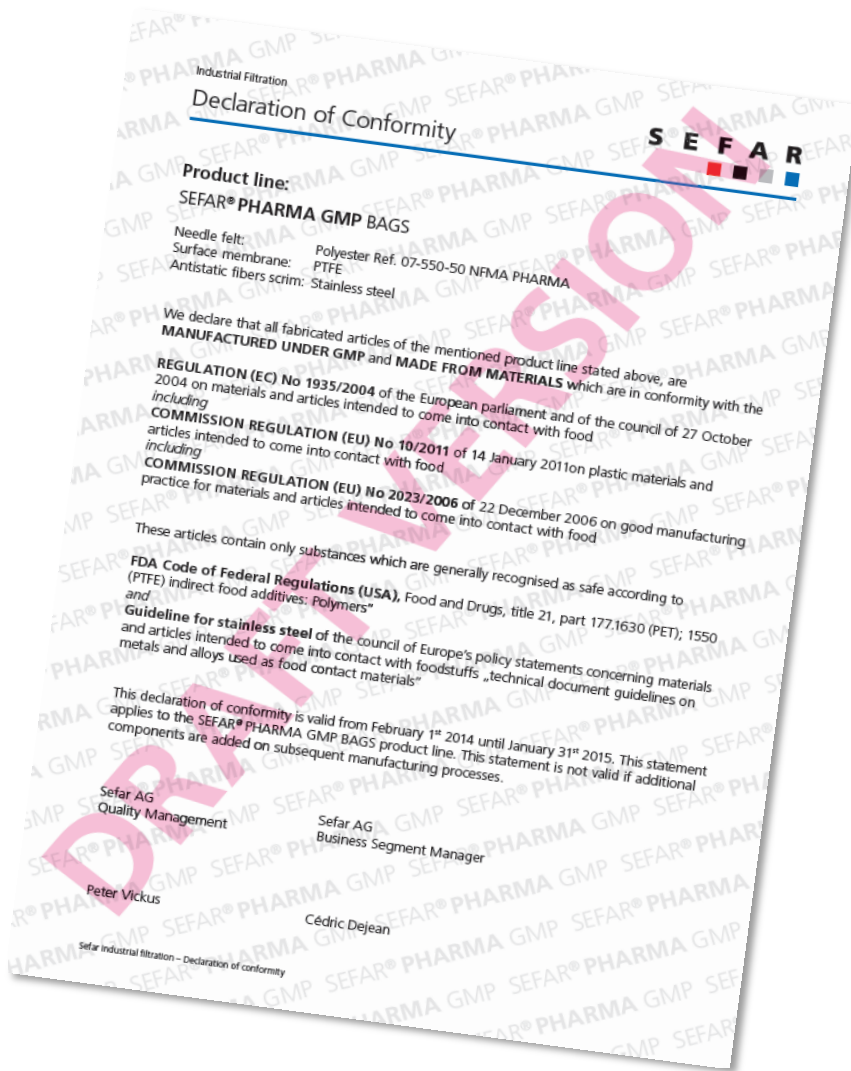 Industrial Filtration
Declaration of Conformity
S E F A R
Product line:
SEFAR® PHARMA GMP BAGS
Needle felt: Polyester Ref. 07-550-50 NFMA PHARMA
Surface membrane: PTFE
Antistatic fibers scrim: Stainless steel
We declare that all fabricated articles of the mentioned product line stated above, are
MANUFACTURED UNDER GMP and MADE FROM MATERIALS which are in conformity with the
REGULATION (EC) No 1935/2004 of the European parliament and of the council of 27 October
2004 on materials and articles intended to come into contact with food
including
COMMISSION REGULATION (EU) No 10/2011 of 14 January 2011on plastic materials and
articles intended to come into contact with food
including
COMMISSION REGULATION (EU) No 2023/2006 of 22 December 2006 on good manufacturing
practice for materials and articles intended to come into contact with food
These articles contain only substances which are generally recognised as safe according to
FDA Code of Federal Regulations (USA), Food and Drugs, title 21, part 177.1630 (PET); 1550
(PTFE) indirect food additives: Polymers”
and
Guideline for stainless steel of the council of Europe’s policy statements concerning materials
and articles intended to come into contact with foodstuffs „technical document guidelines on
metals and alloys used as food contact materials”
This declaration of conformity is valid from February 1st 2014 until January 31st 2015. This statement
applies to the SEFAR® PHARMA GMP BAGS product line. This statement is not valid if additional
components are added on subsequent manufacturing processes.
Sefar AG
Quality Management
Sefar AG
Business Segment Manager
Peter Vickus
Cédric Dejean
Sefar Industrial filtration – Declaration of conformity
DRAFT VERSION
SEFAR® PHARMA GMP